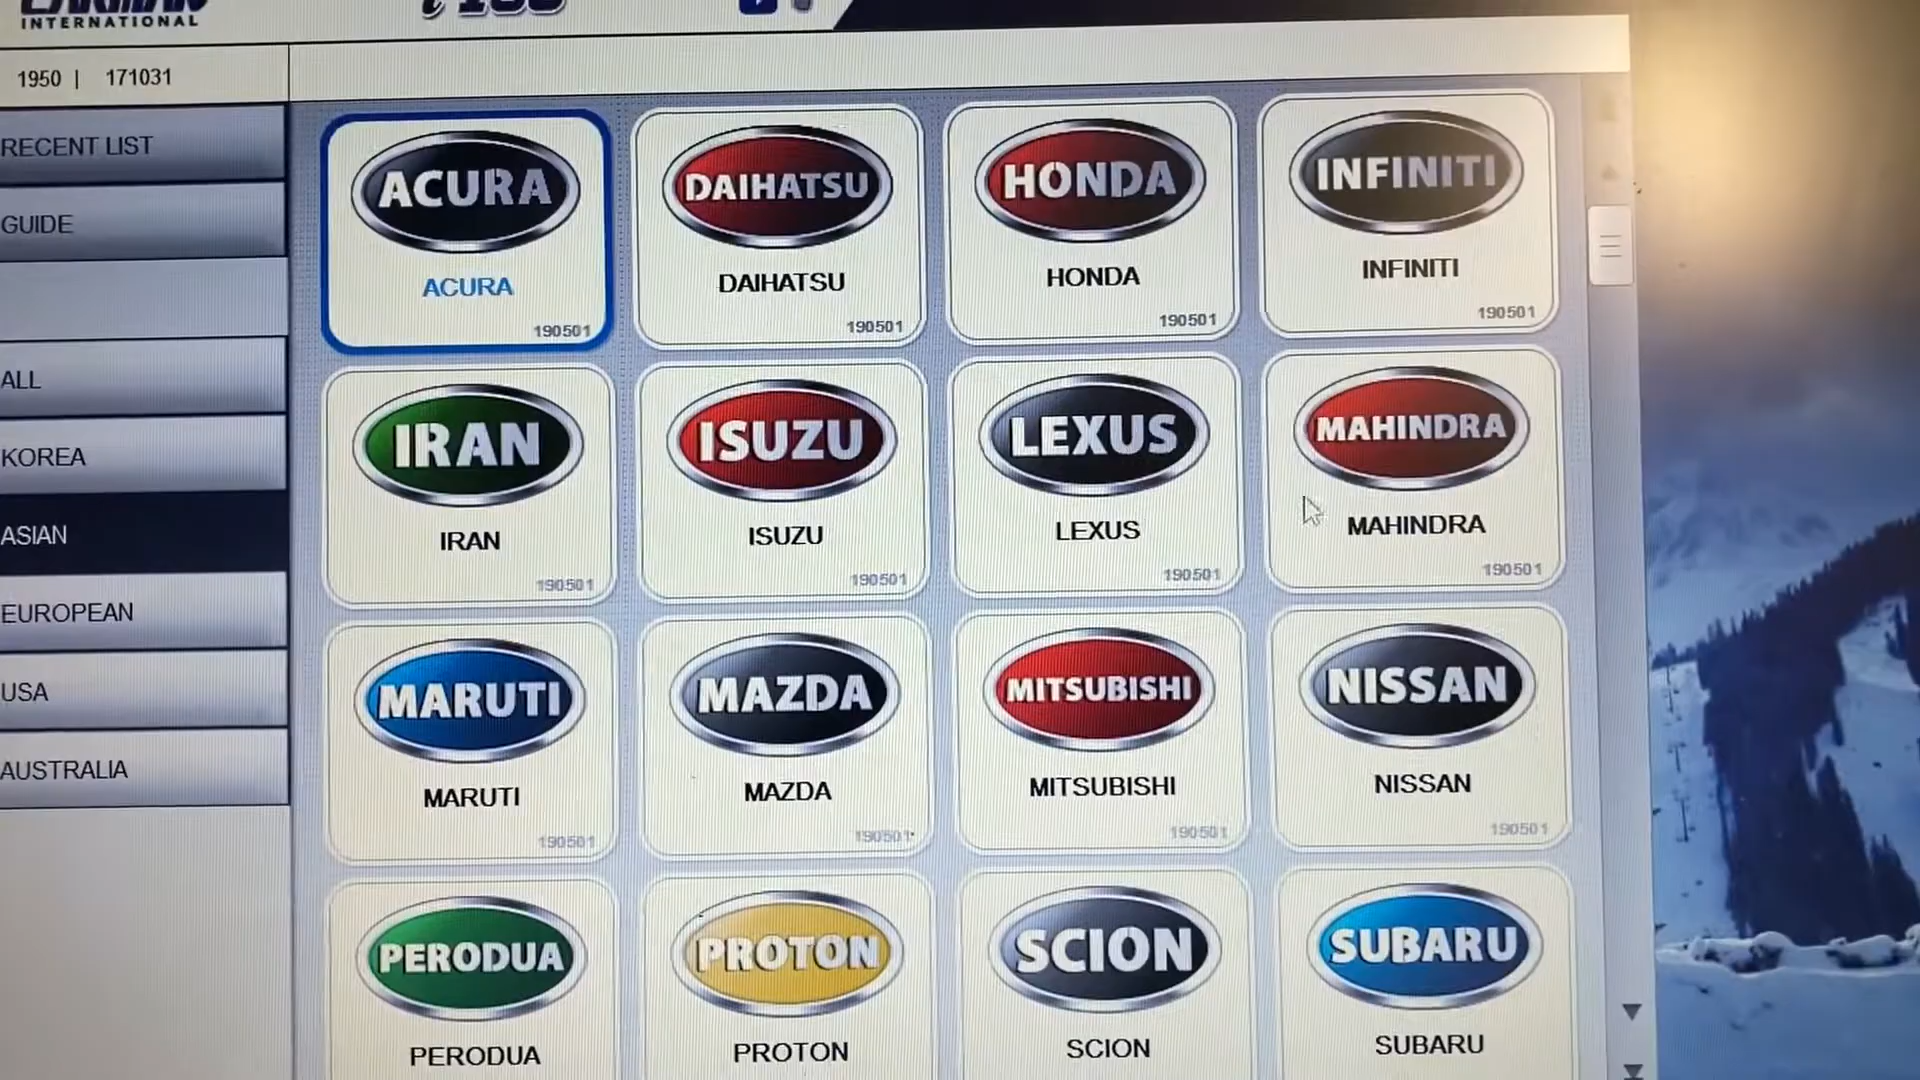 INTERNATIONAL
1950 | 171031
RECENT LIST
GUIDE
ALL
KOREA
ASIAN
EUROPEAN
USA
AUSTRALIA
ACURA
ACURA
190501
DAIHATSU
DAIHATSU
190501
HONDA
HONDA
190501
INFINITI
INFINITI
190501
IRAN
IRAN
190501
ISUZU
ISUZU
190501
LEXUS
LEXUS
190501
MAHINDRA
MAHINDRA
190501
MARUTI
MARUTI
190501
MAZDA
MAZDA
190501
MITSUBISHI
MITSUBISHI
190501
NISSAN
NISSAN
190501
PERODUA
PERODUA
PROTON
PROTON
SCION
SCION
SUBARU
SUBARU